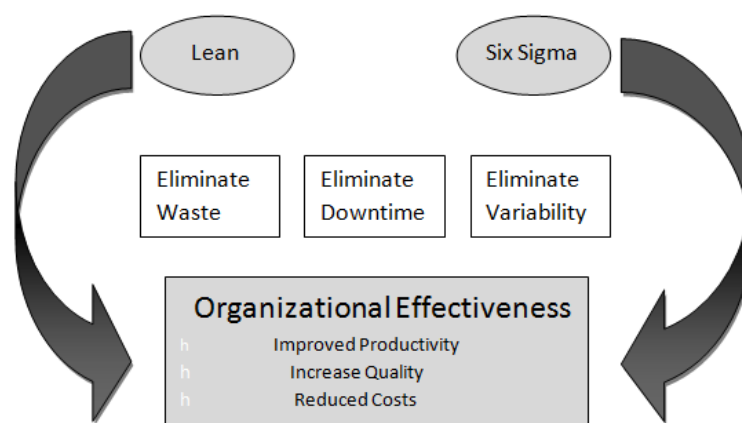 Lean
Six Sigma
Eliminate
Waste
Eliminate
Downtime
Eliminate
Variability
Organizational Effectiveness
h Improved Productivity
h Increase Quality
h Reduced Costs